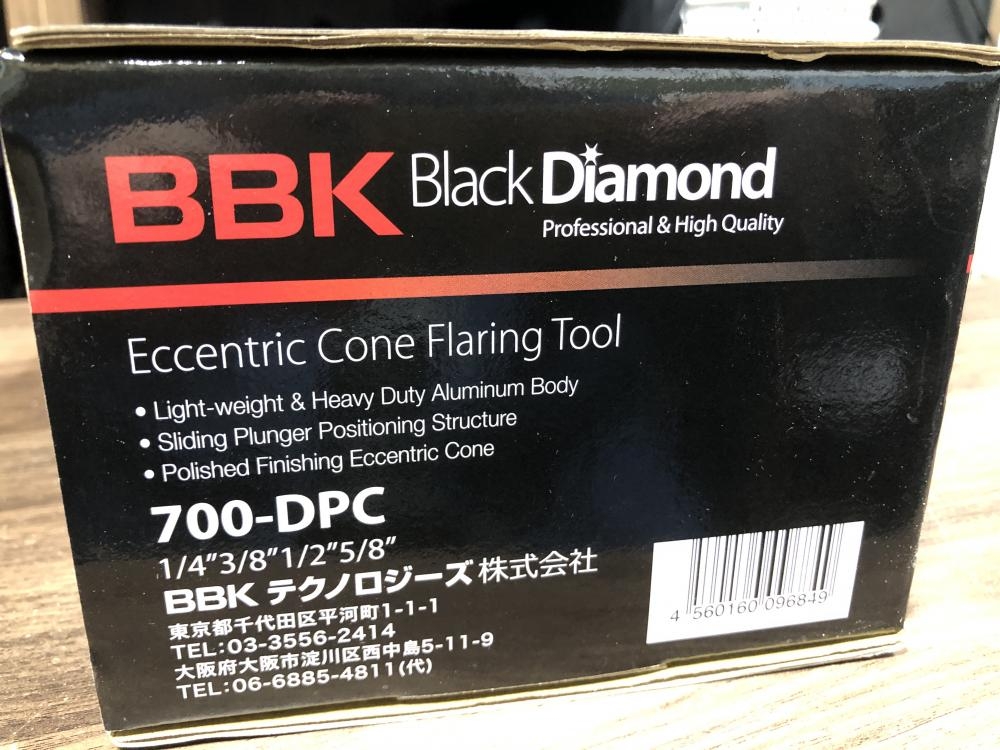 BBK Black Diamond
Professional & High Quality
Eccentric Cone Flaring Tool
• Light-weight & Heavy Duty Aluminum Body
• Sliding Plunger Positioning Structure
• Polished Finishing Eccentric Cone
700-DPC
1/4”3/8”1/2”5/8”
BBK テクノロジーズ株式会社
東京都千代田区平河町1-1-1
TEL:03-3556-2414
大阪府大阪市淀川区西中島5-11-9
TEL:06-6885-4811(代)
4 560160 096849